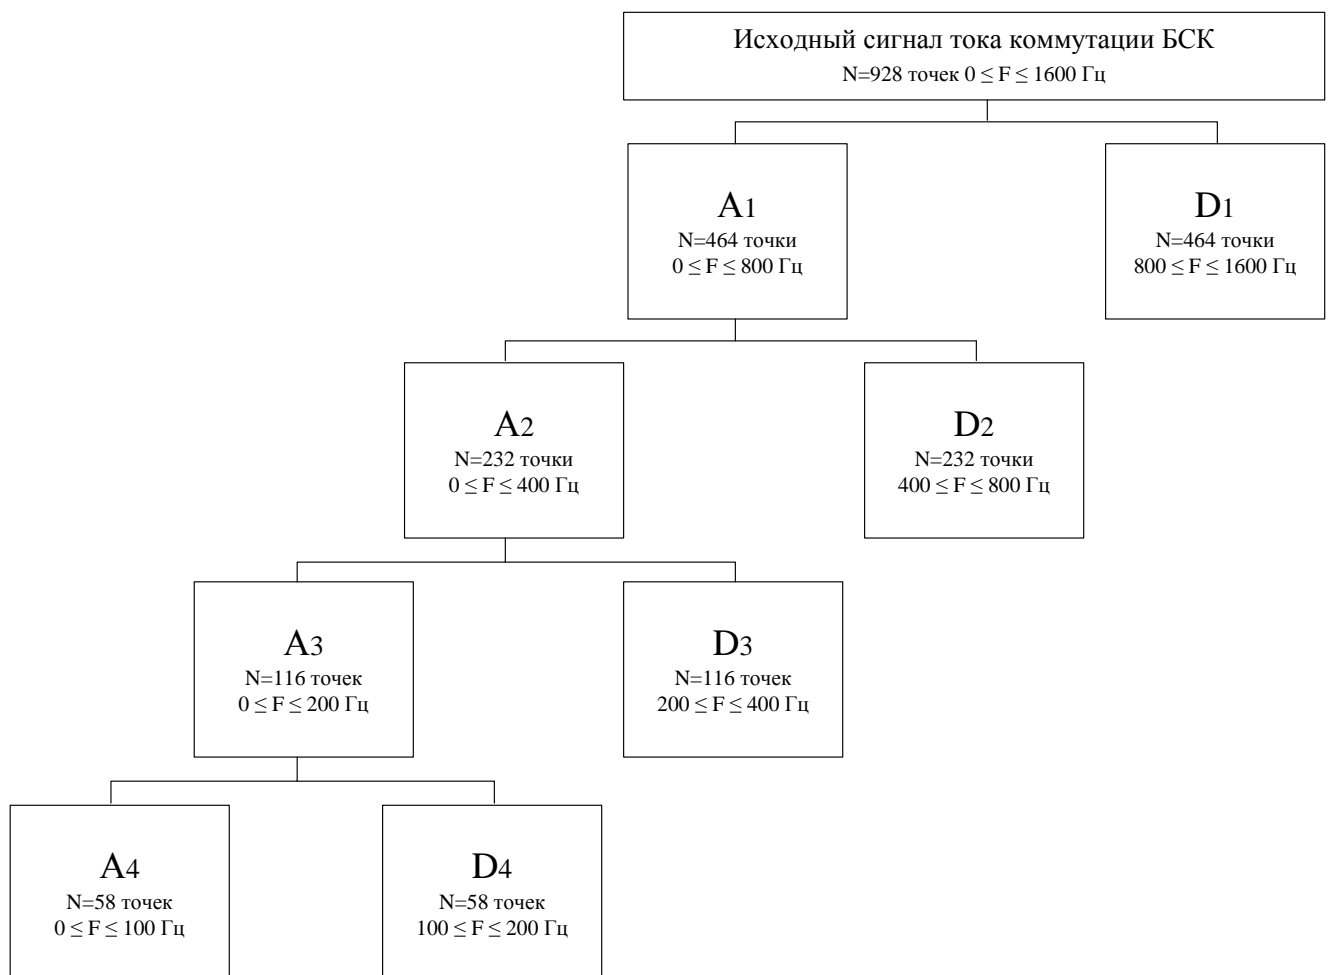 Исходный сигнал тока коммутации БСК
N=928 точек 0 ≤ F ≤ 1600 Гц
A1
N=464 точки
0 ≤ F ≤ 800 Гц
D1
N=464 точки
800 ≤ F ≤ 1600 Гц
A2
N=232 точки
0 ≤ F ≤ 400 Гц
D2
N=232 точки
400 ≤ F ≤ 800 Гц
A3
N=116 точек
0 ≤ F ≤ 200 Гц
D3
N=116 точек
200 ≤ F ≤ 400 Гц
A4
N=58 точек
0 ≤ F ≤ 100 Гц
D4
N=58 точек
100 ≤ F ≤ 200 Гц